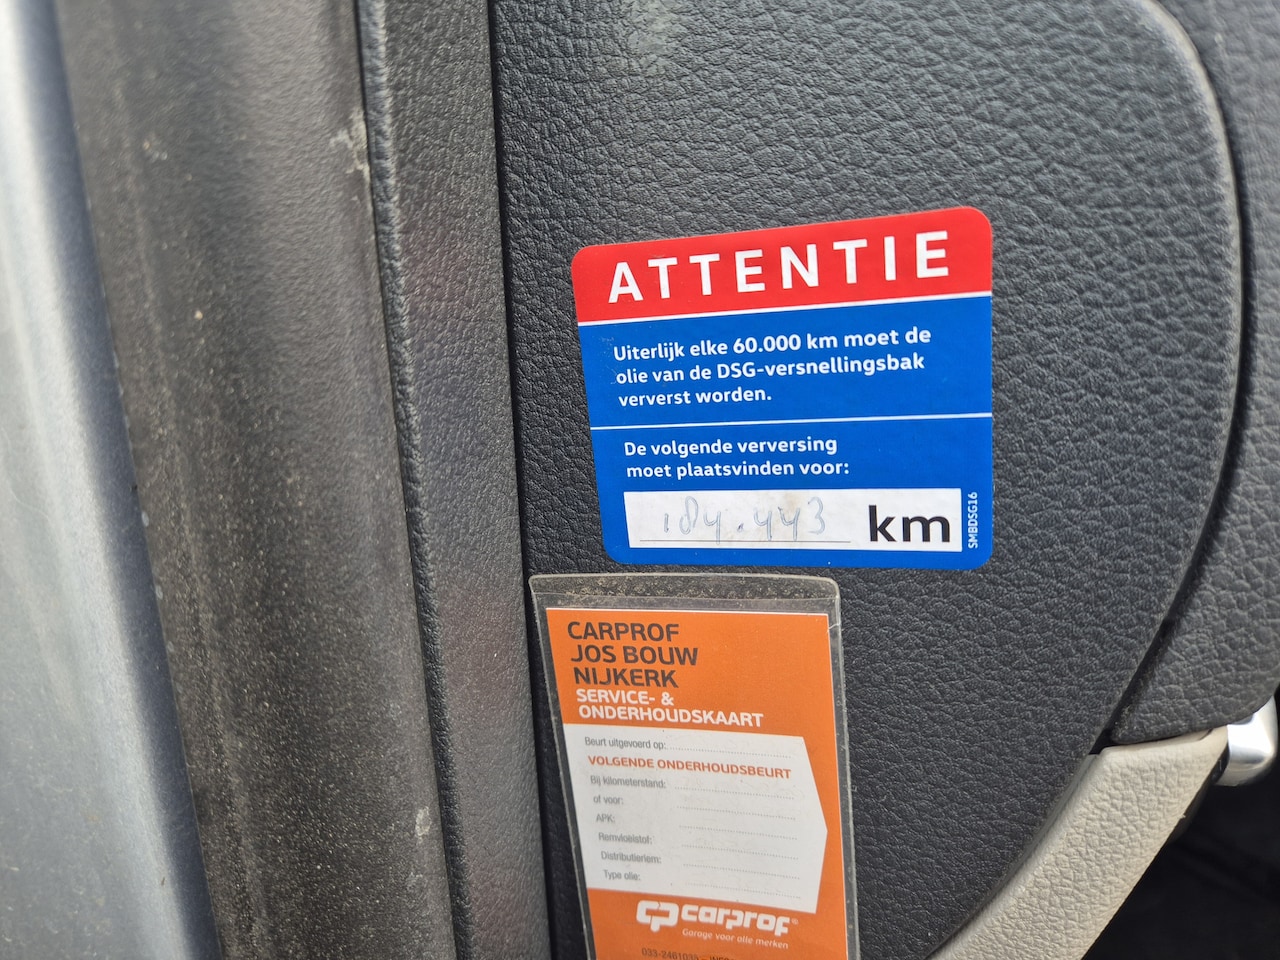 ATTENTIE
Uiterlijk elke 60.000 km moet de
olie van de DSG-versnellingsbak
ververst worden.
De volgende verversing
moet plaatsvinden voor:
184.443 km
SMBDSG16
CARPROF
JOS BOUW
NIJKERK
SERVICE- &
ONDERHOUDSKAART
Beurt uitgevoerd op:
VOLGENDE ONDERHOUDSBEURT
Bij kilometerstand:
of voor:
APK:
Remvloeistof:
Distributieriem:
Type olie:
CP carprof®
Garage voor alle merken